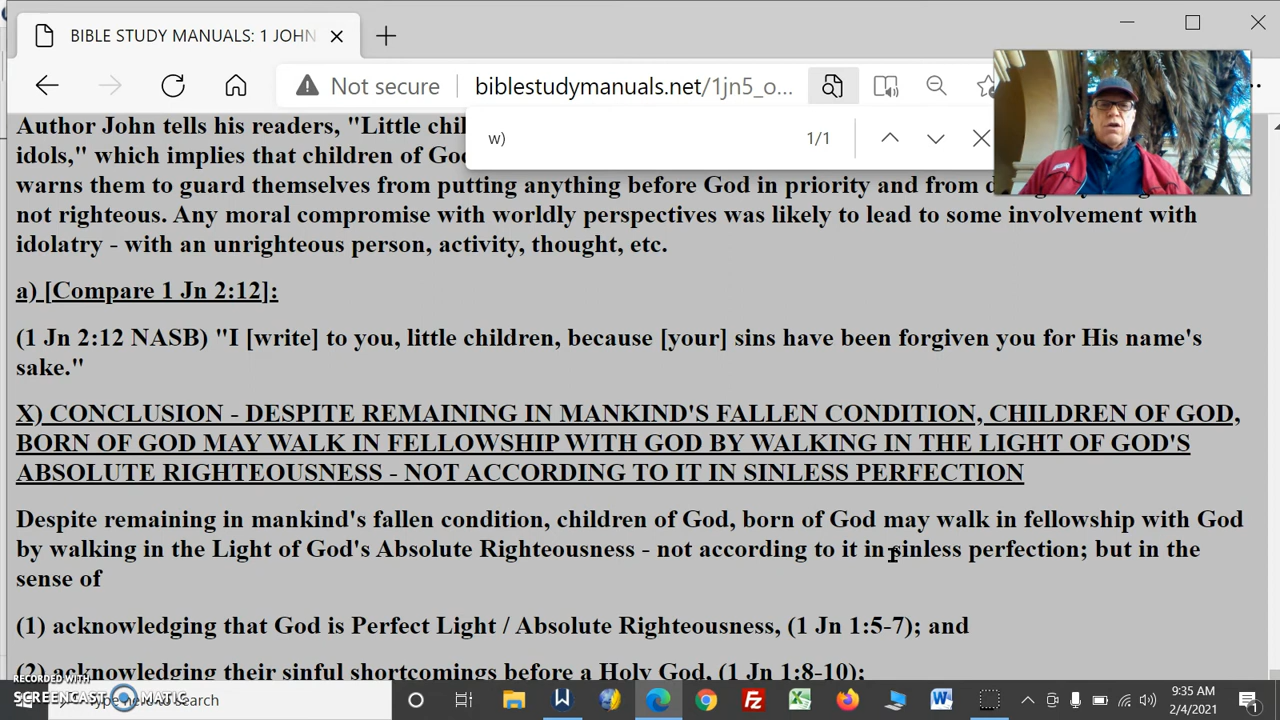 BIBLE STUDY MANUALS: 1 JOHN
Not secure
biblestudymanuals.net/1jn5_o...
w)
1/1
Author John tells his readers, "Little chil
idols," which implies that children of God
warns them to guard themselves from putting anything before God in priority and from
not righteous. Any moral compromise with worldly perspectives was likely to lead to some involvement with
idolatry - with an unrighteous person, activity, thought, etc.
a) [Compare 1 Jn 2:12]:
(1 Jn 2:12 NASB) "I [write] to you, little children, because [your] sins have been forgiven you for His name's
sake."
X) CONCLUSION - DESPITE REMAINING IN MANKIND'S FALLEN CONDITION, CHILDREN OF GOD,
BORN OF GOD MAY WALK IN FELLOWSHIP WITH GOD BY WALKING IN THE LIGHT OF GOD'S
ABSOLUTE RIGHTEOUSNESS - NOT ACCORDING TO IT IN SINLESS PERFECTION
Despite remaining in mankind's fallen condition, children of God, born of God may walk in fellowship with God
by walking in the Light of God's Absolute Righteousness - not according to it in sinless perfection; but in the
sense of
(1) acknowledging that God is Perfect Light / Absolute Righteousness, (1 Jn 1:5-7); and
(2) acknowledging their sinful shortcomings before a Holy God, (1 Jn 1:8-10);
RECORDED WITH
SCREENCAST MATIC
Type here to search
9:35 AM
2/4/2021